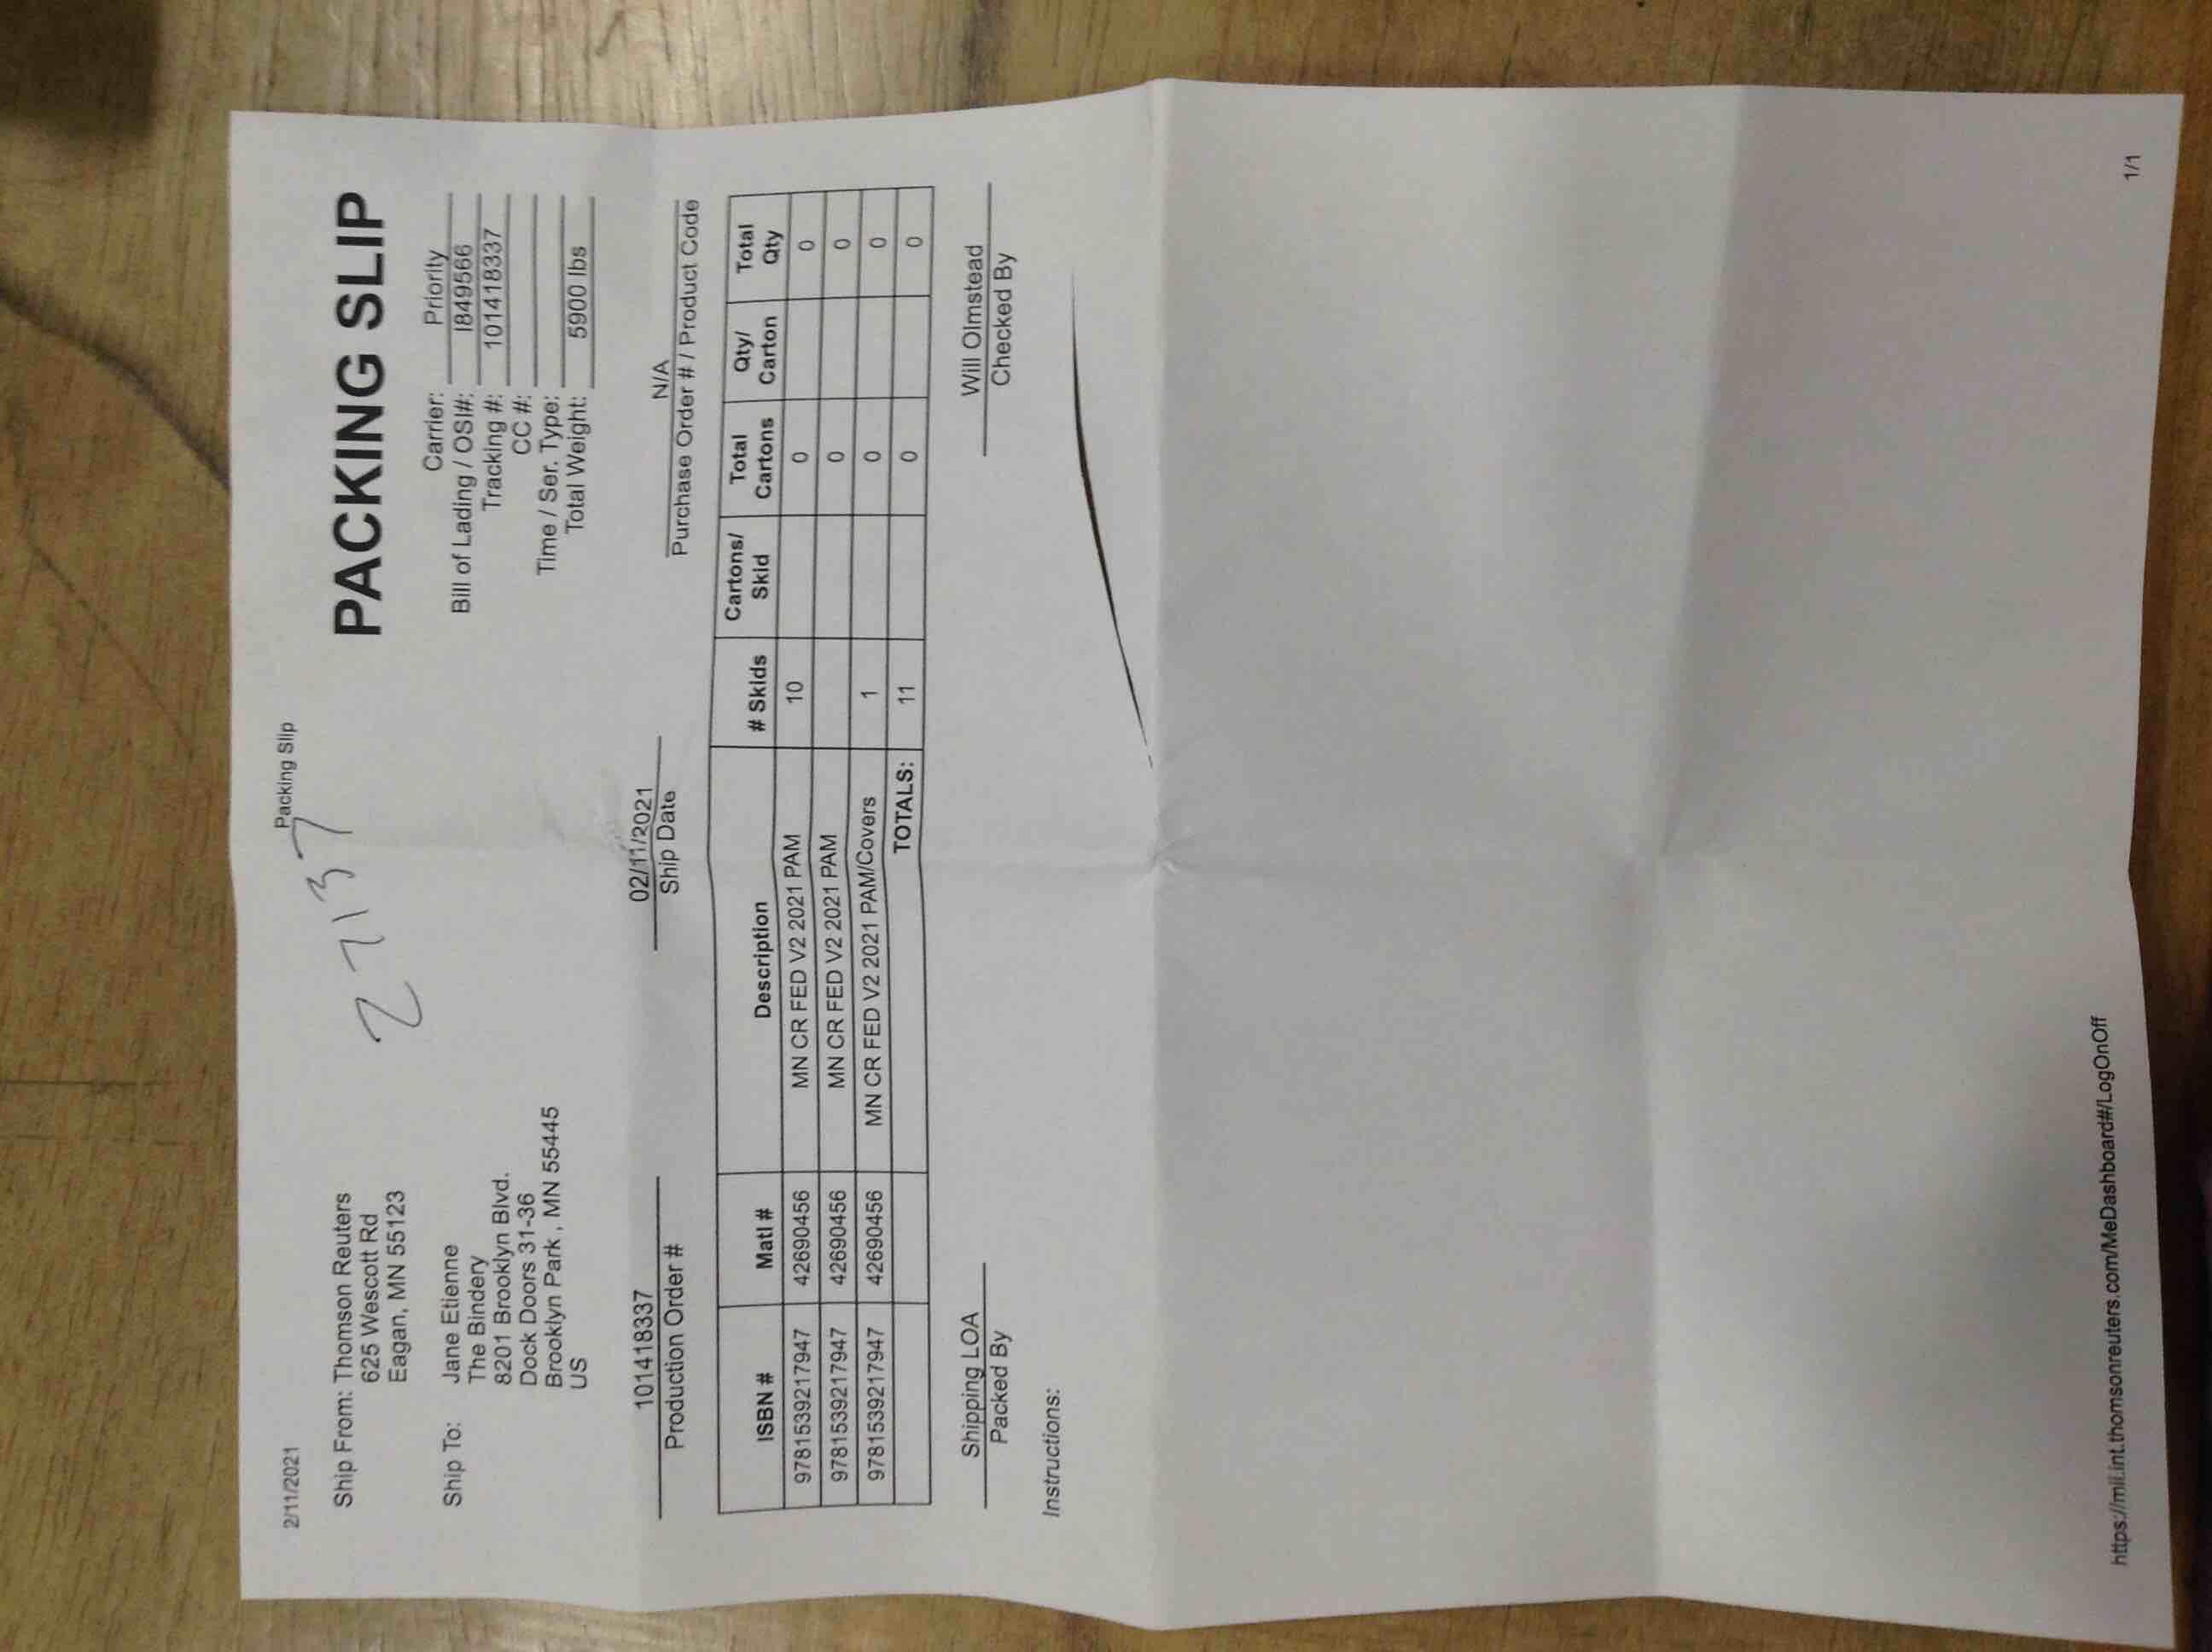 2/11/2021
Packing Slip
27137
PACKING SLIP
Ship From: Thomson Reuters
625 Wescott Rd
Eagan, MN 55123
Ship To: Jane Etienne
The Bindery
8201 Brooklyn Blvd.
Dock Doors 31-36
Brooklyn Park , MN 55445
US
Carrier: Priority
Bill of Lading / OSI#: I849566
Tracking #: 101418337
CC #:
Time / Ser. Type:
Total Weight: 5900 lbs
101418337 02/11/2021 N/A
Production Order # Ship Date Purchase Order # / Product Code
ISBN # Matl # Description # Skids Cartons/ Skid Total Cartons Qty/ Carton Total Qty
9781539217947 42690456 MN CR FED V2 2021 PAM 10 0 0
9781539217947 42690456 MN CR FED V2 2021 PAM 0 0
9781539217947 42690456 MN CR FED V2 2021 PAM/Covers 1 0 0
TOTALS: 11 0 0
Shipping LOA Will Olmstead
Packed By Checked By
Instructions:
https://mii.int.thomsonreuters.com/MeDashboard#/LogOnOff 1/1